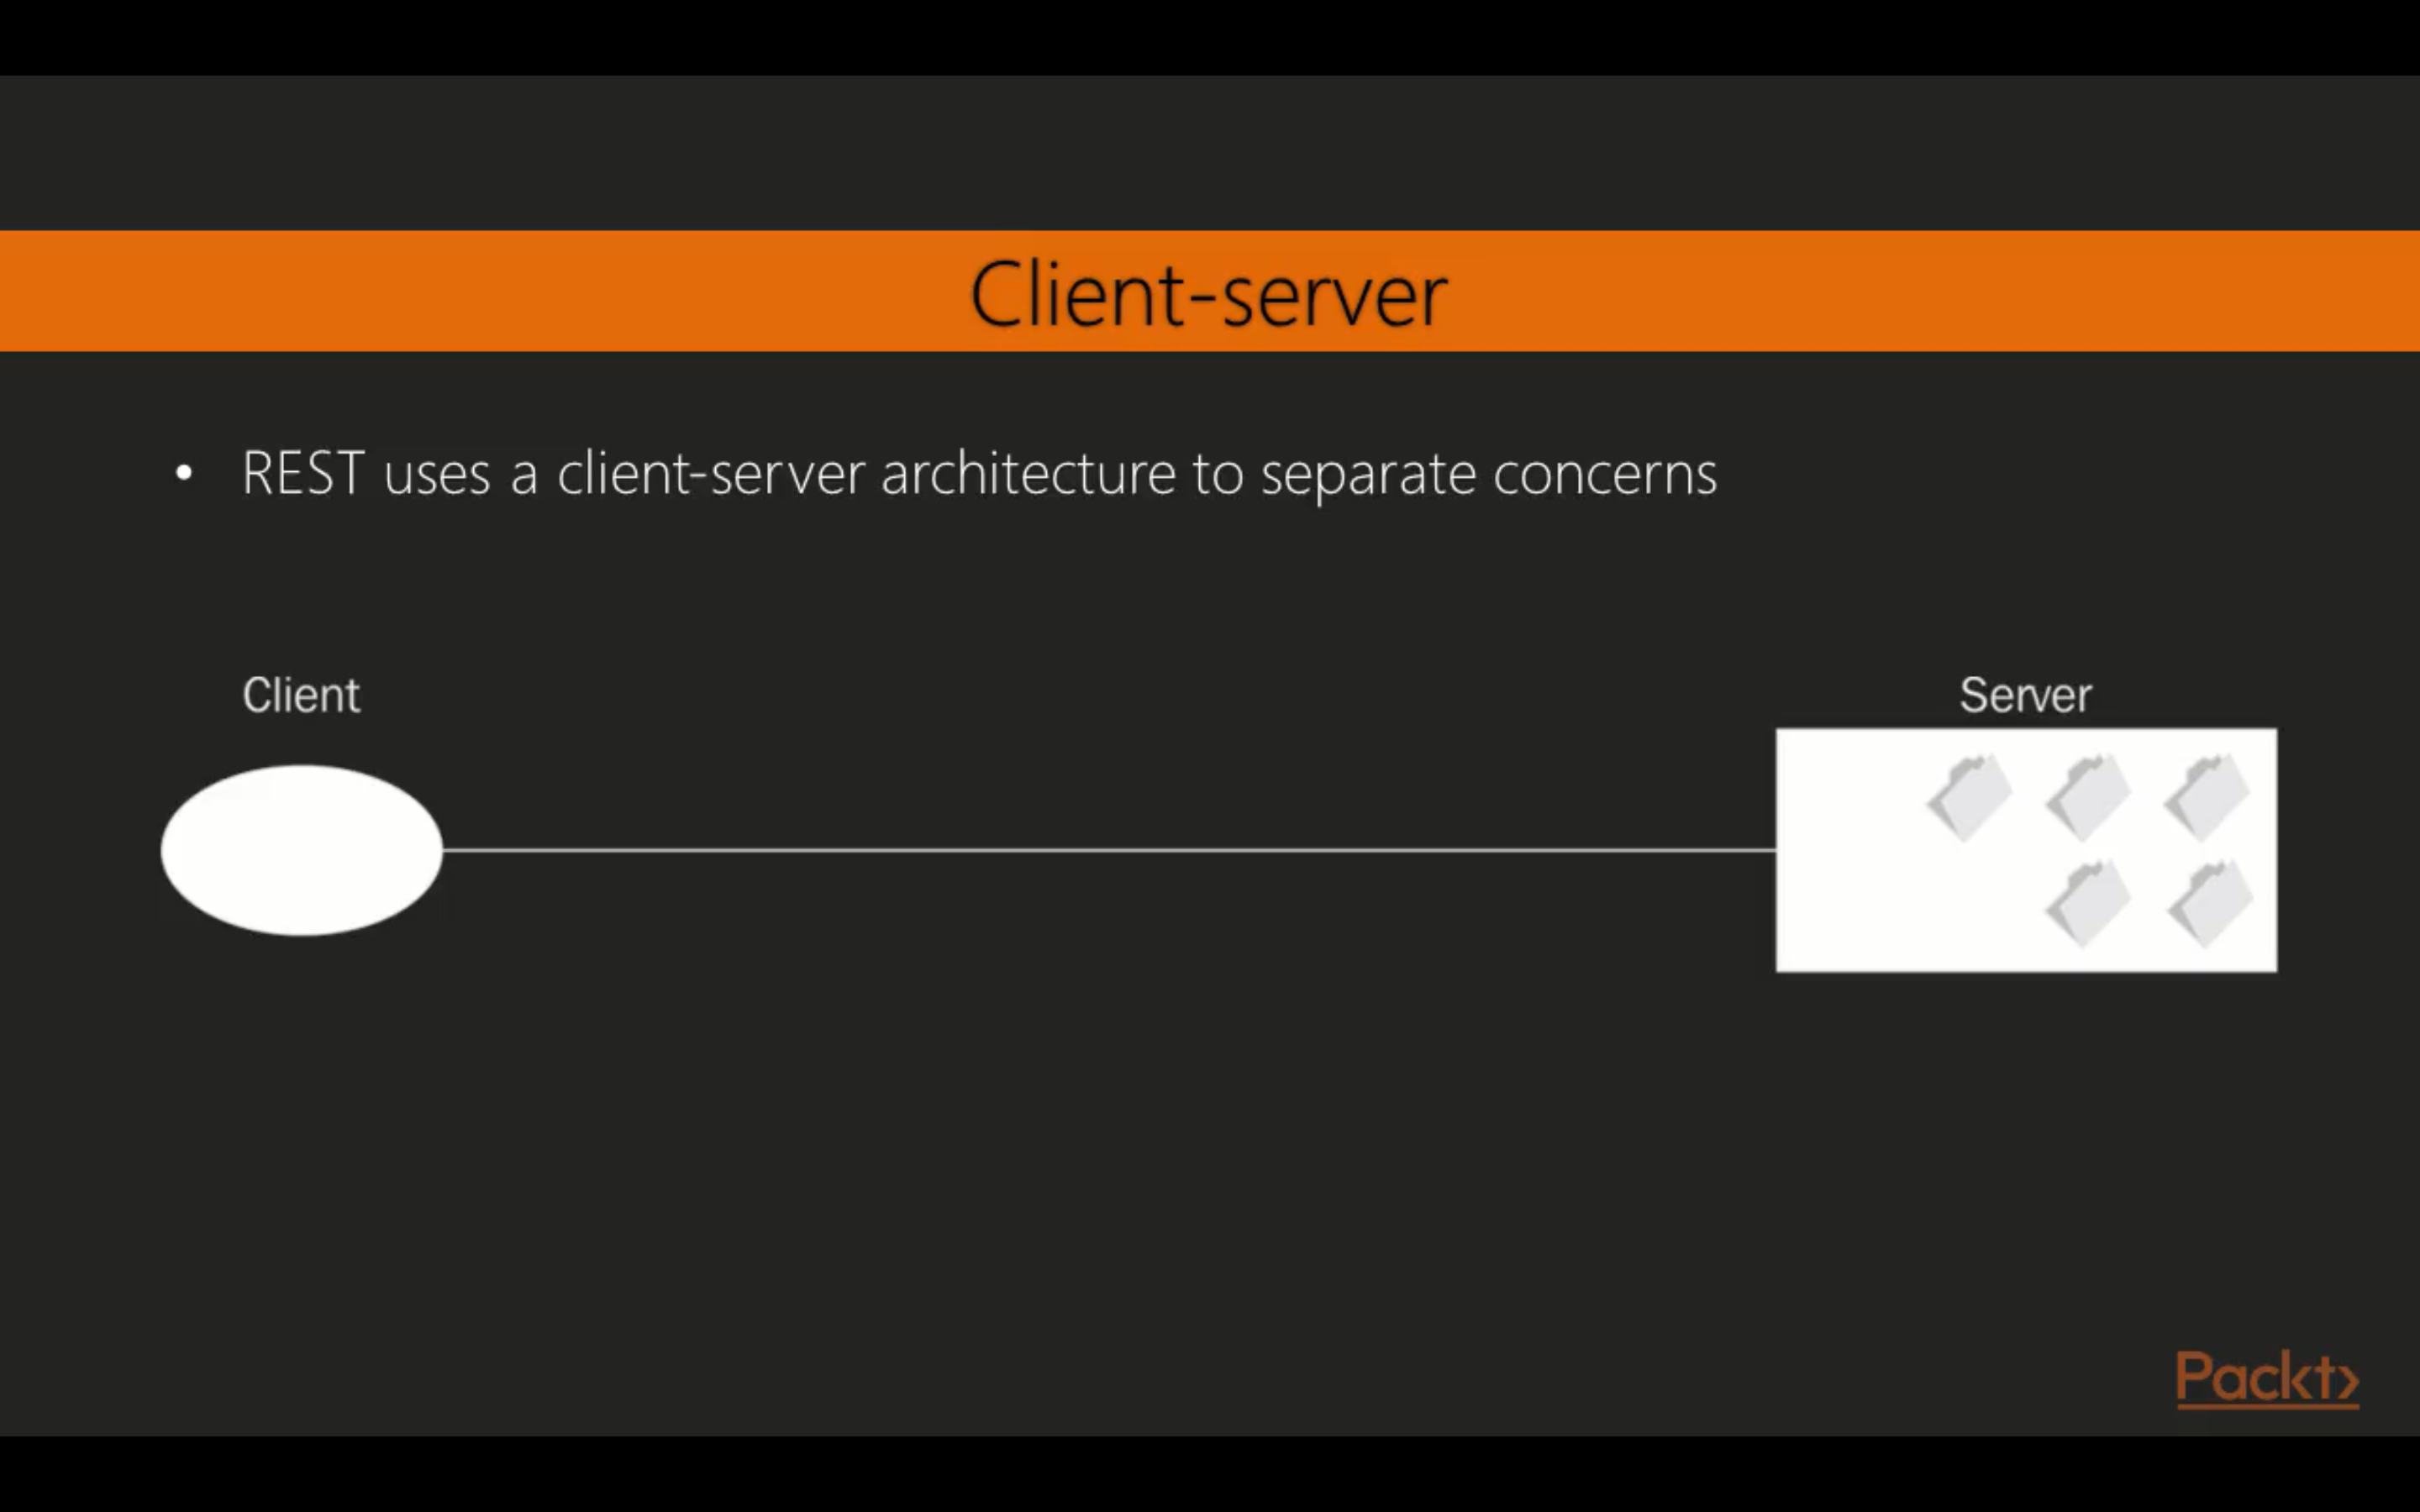 Client-server
• REST uses a client-server architecture to separate concerns
Client
Server
Packt>